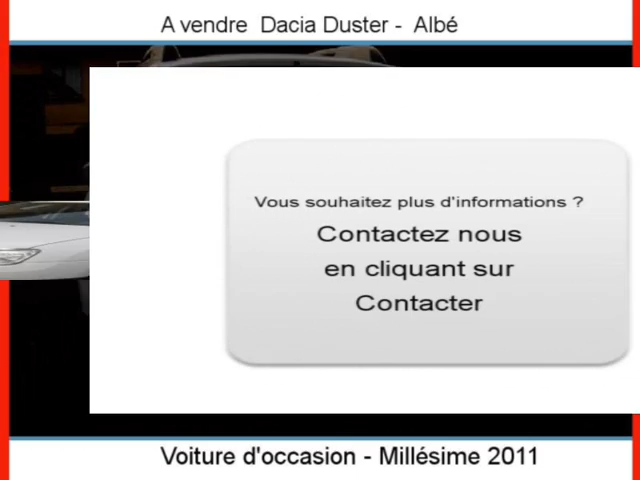 A vendre Dacia Duster - Albé
Vous souhaitez plus d'informations ?
Contactez nous
en cliquant sur
Contacter
Voiture d'occasion - Millésime 2011